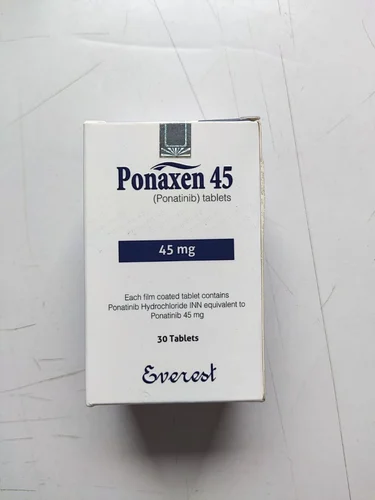 Ponaxen 45
(Ponatinib) tablets
45 mg
Each film coated tablet contains
Ponatinib Hydrochloride INN equivalent to
Ponatinib 45 mg
30 Tablets
Everest